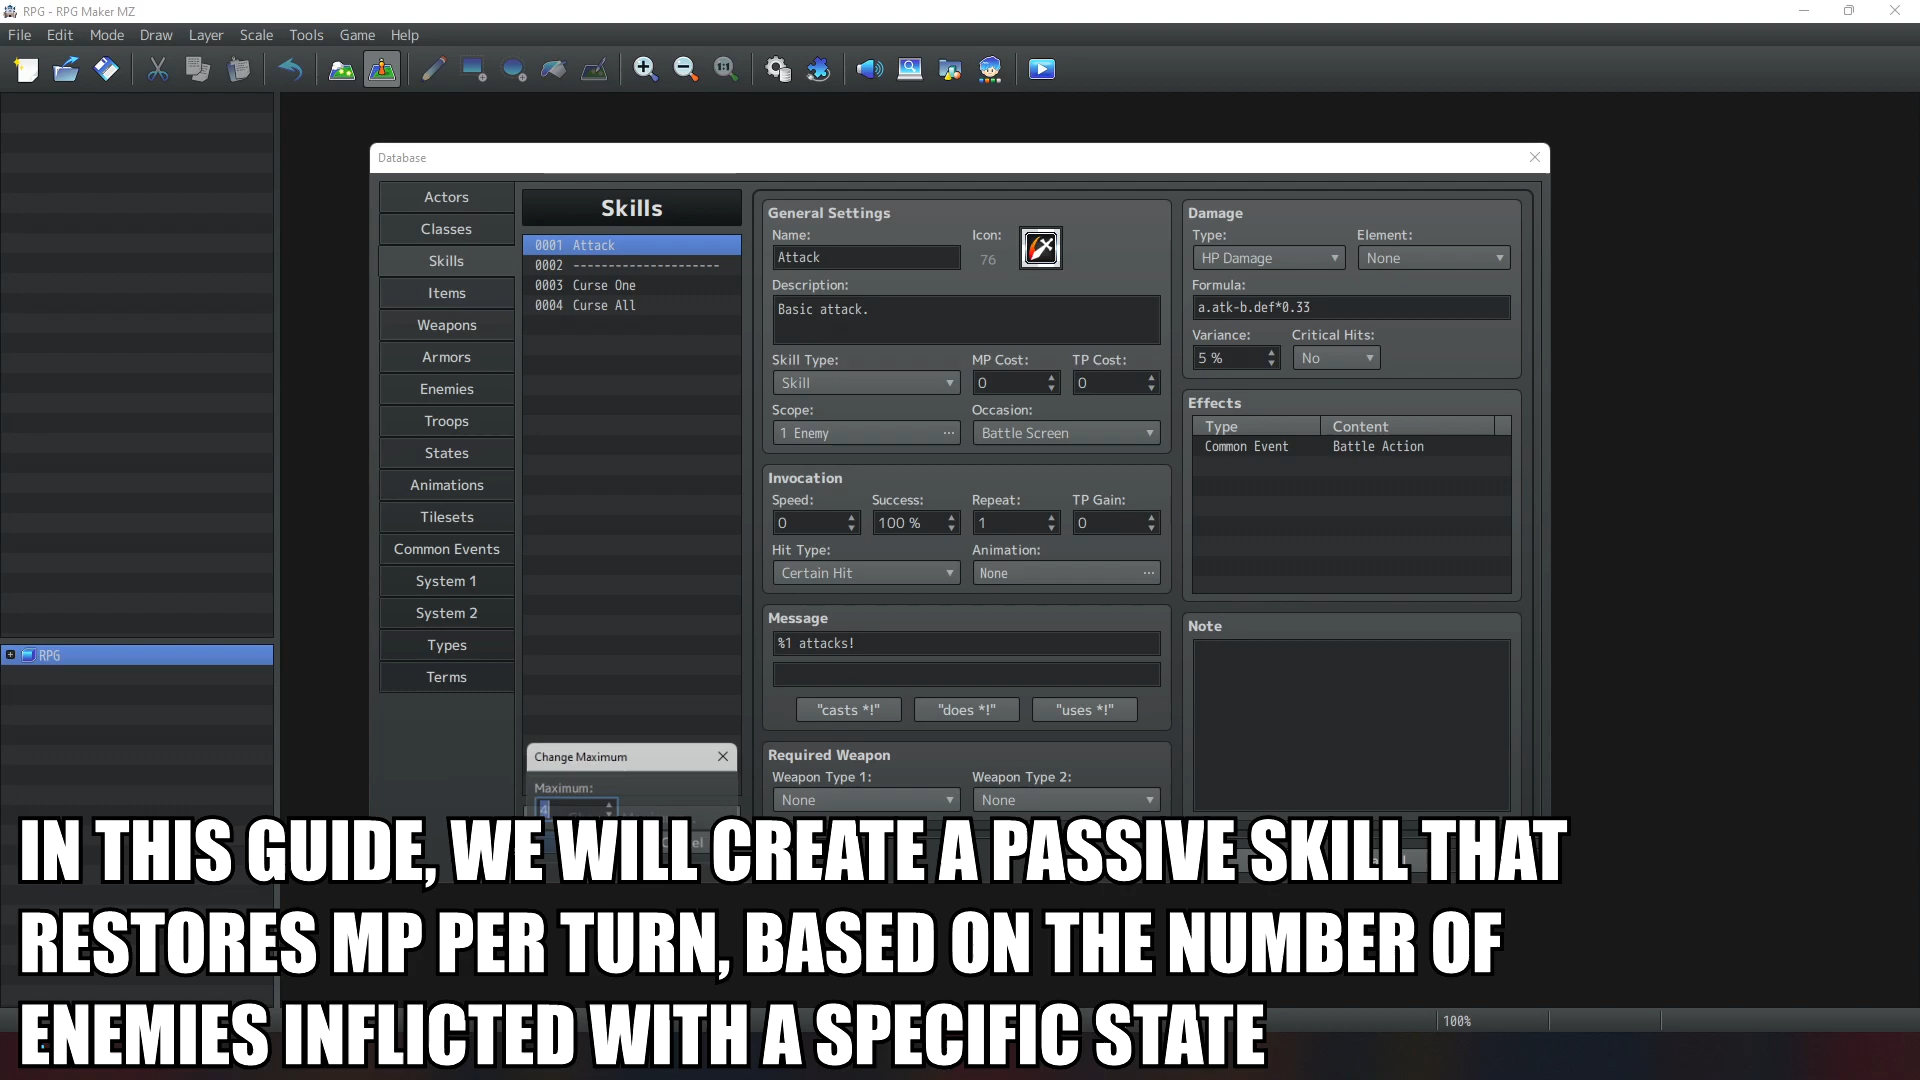 RPG - RPG Maker MZ
File Edit Mode Draw Layer Scale Tools Game Help
1:1
Database
Actors
Classes
Skills
Items
Weapons
Armors
Enemies
Troops
States
Animations
Tilesets
Common Events
System 1
System 2
Types
Terms
Skills
0001 Attack
0002 ---------------------
0003 Curse One
0004 Curse All
Change Maximum
Maximum:
4
General Settings
Name:
Icon:
Attack
76
Description:
Basic attack.
Skill Type:
MP Cost:
TP Cost:
Skill
0
0
Scope:
Occasion:
1 Enemy ...
Battle Screen
Invocation
Speed:
Success:
Repeat:
TP Gain:
0
100 %
1
0
Hit Type:
Animation:
Certain Hit
None ...
Message
%1 attacks!
"casts *!"
"does *!"
"uses *!"
Required Weapon
Weapon Type 1:
Weapon Type 2:
None
None
Damage
Type:
Element:
HP Damage
None
Formula:
a.atk-b.def*0.33
Variance:
Critical Hits:
5 %
No
Effects
Type
Content
Common Event
Battle Action
Note
RPG
100%
IN THIS GUIDE, WE WILL CREATE A PASSIVE SKILL THAT
RESTORES MP PER TURN, BASED ON THE NUMBER OF
ENEMIES INFLICTED WITH A SPECIFIC STATE